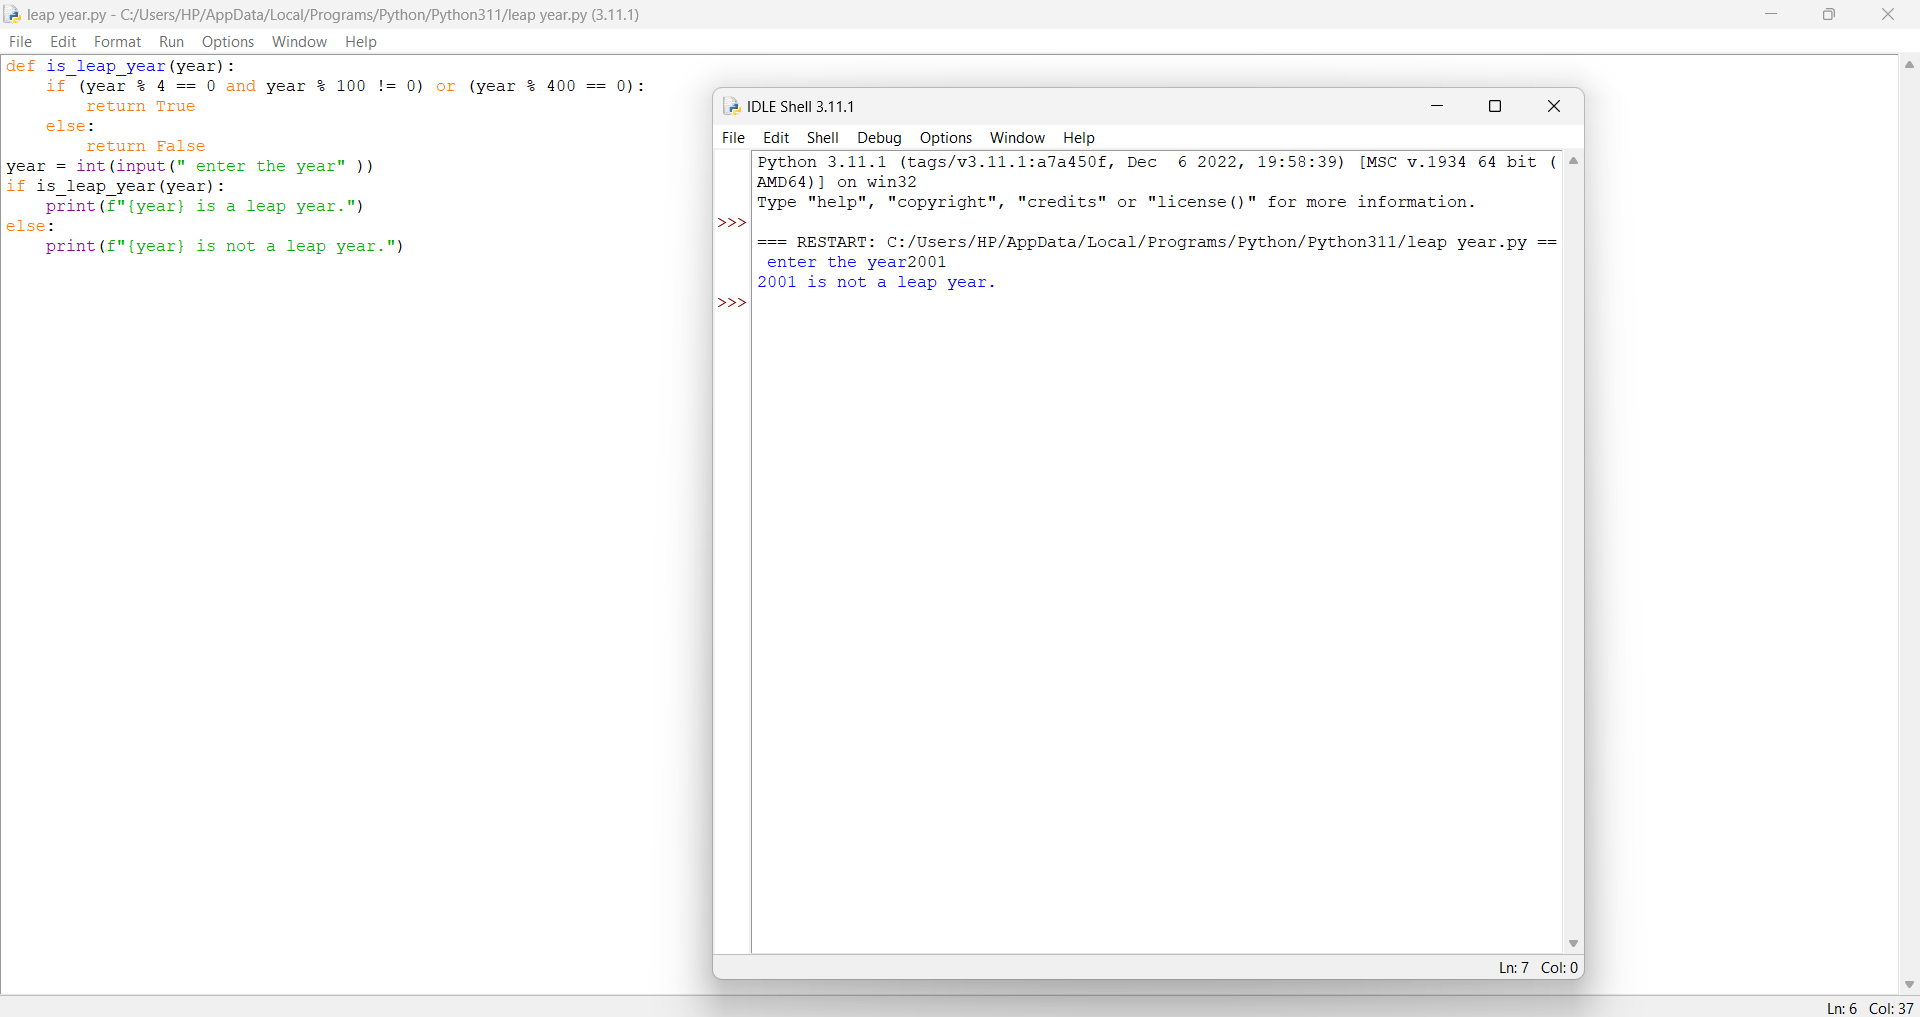 leap year.py - C:/Users/HP/AppData/Local/Programs/Python/Python311/leap year.py (3.11.1)
File Edit Format Run Options Window Help
def is_leap_year(year):
    if (year % 4 == 0 and year % 100 != 0) or (year % 400 == 0):
        return True
    else:
        return False
year = int(input(" enter the year" ))
if is_leap_year(year):
    print(f"{year} is a leap year.")
else:
    print(f"{year} is not a leap year.")
IDLE Shell 3.11.1
File Edit Shell Debug Options Window Help
Python 3.11.1 (tags/v3.11.1:a7a450f, Dec  6 2022, 19:58:39) [MSC v.1934 64 bit (
AMD64)] on win32
Type "help", "copyright", "credits" or "license()" for more information.
>>>
=== RESTART: C:/Users/HP/AppData/Local/Programs/Python/Python311/leap year.py ==
 enter the year2001
2001 is not a leap year.
>>>
Ln: 7 Col: 0
Ln: 6 Col: 37